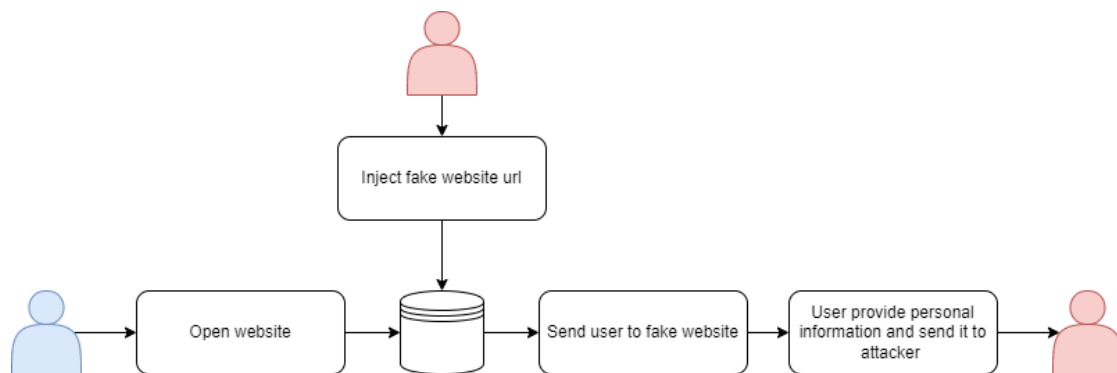 Inject fake website url
Open website
Send user to fake website
User provide personal
information and send it to
attacker